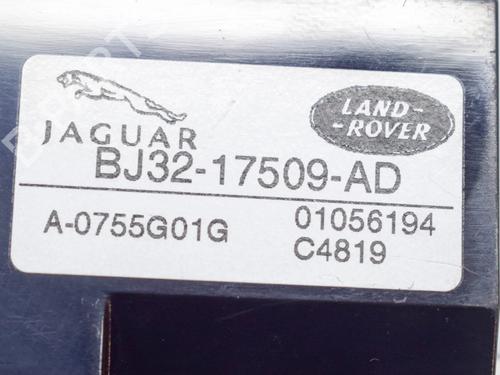 JAGUAR
LAND-
-ROVER
BJ32-17509-AD
A-0755G01G 01056194
C4819